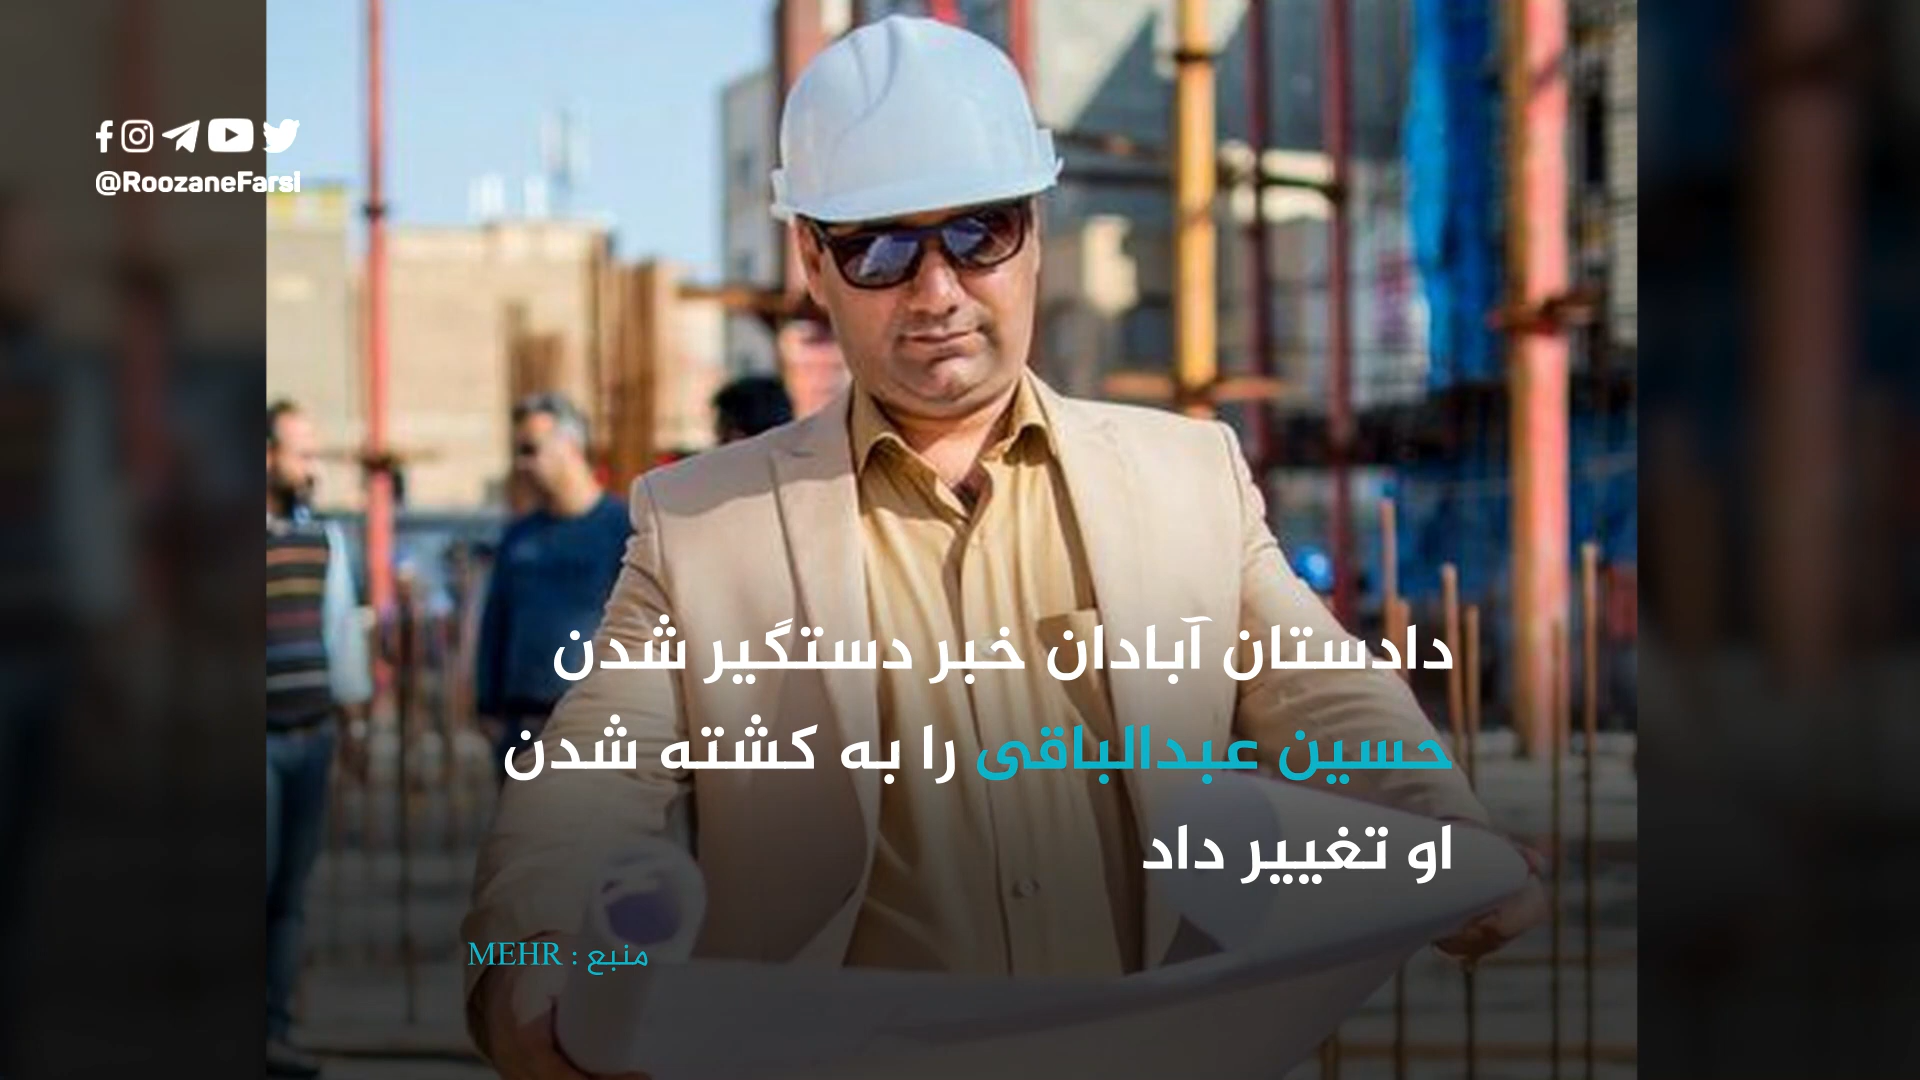 @RoozaneFarsi
دادستان آبادان خبر دستگیر شدن
حسین عبدالباقی را به کشته شدن
او تغییر داد
منبع : MEHR